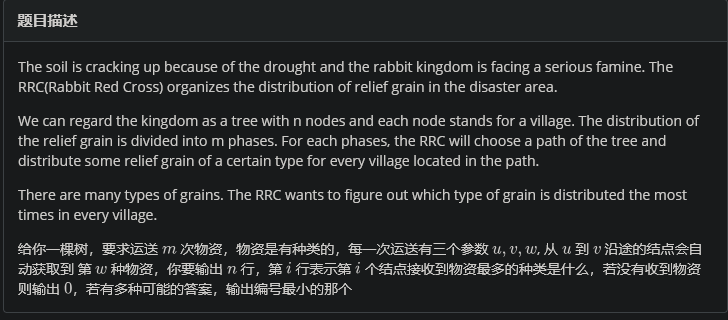 题目描述
The soil is cracking up because of the drought and the rabbit kingdom is facing a serious famine. The
RRC(Rabbit Red Cross) organizes the distribution of relief grain in the disaster area.
We can regard the kingdom as a tree with n nodes and each node stands for a village. The distribution of
the relief grain is divided into m phases. For each phases, the RRC will choose a path of the tree and
distribute some relief grain of a certain type for every village located in the path.
There are many types of grains. The RRC wants to figure out which type of grain is distributed the most
times in every village.
给你一棵树，要求运送 m 次物资，物资是有种类的，每一次运送有三个参数 u, v, w, 从 u 到 v 沿途的结点会自
动获取到 第 w 种物资，你要输出 n 行，第 i 行表示第 i 个结点接收到物资最多的种类是什么，若没有收到物资
则输出 0，若有多种可能的答案，输出编号最小的那个